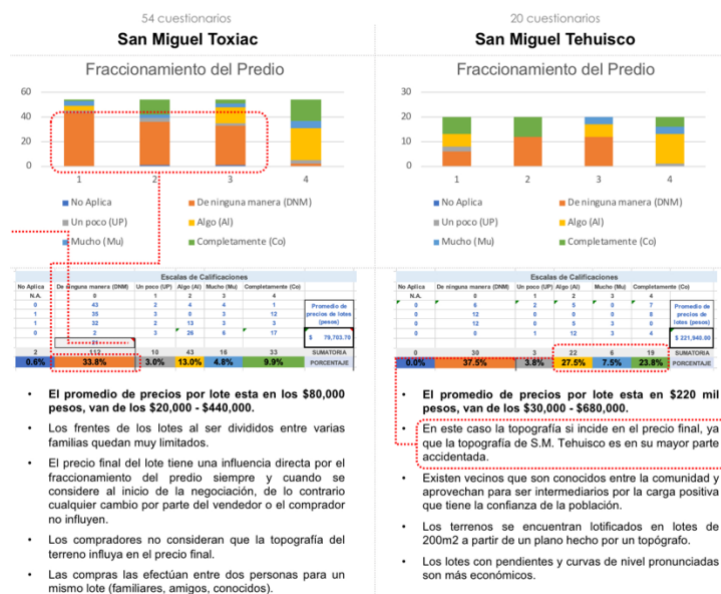 54 cuestionarios
San Miguel Toxiac
Fraccionamiento del Predio
60
40
20
0
1 2 3 4
No Aplica De ninguna manera (DNM)
Un poco (UP) Algo (Al)
Mucho (Mu) Completamente (Co)
Escalas de Calificaciones
No Aplica De ninguna manera (DNM) Un poco (UP) Algo (Al) Mucho (Mu) Completamente (Co)
N.A. 0 1 2 3 4
0 43 2 4 4 1 Promedio de
1 35 3 0 3 12 precios de lotes
1 32 2 13 3 3 (pesos)
0 2 3 26 6 17 $ 79,703.70
21
2 112 10 43 16 33 SUMATORIA
0.6% 33.8% 3.0% 13.0% 4.8% 9.9% PORCENTAJE
• El promedio de precios por lote esta en los $80,000
pesos, van de los $20,000 - $440,000.
• Los frentes de los lotes al ser divididos entre varias
familias quedan muy limitados.
• El precio final del lote tiene una influencia directa por el
fraccionamiento del predio siempre y cuando se
considere al inicio de la negociación, de lo contrario
cualquier cambio por parte del vendedor o el comprador
no influyen.
• Los compradores no consideran que la topografía del
terreno influya en el precio final.
• Las compras las efectúan entre dos personas para un
mismo lote (familiares, amigos, conocidos).
20 cuestionarios
San Miguel Tehuisco
Fraccionamiento del Predio
30
20
10
0
1 2 3 4
No Aplica De ninguna manera (DNM)
Un poco (UP) Algo (Al)
Mucho (Mu) Completamente (Co)
Escalas de Calificaciones
No Aplica De ninguna manera (DNM) Un poco (UP) Algo (Al) Mucho (Mu) Completamente (Co)
N.A. 0 1 2 3 4
0 6 2 5 0 7 Promedio de
0 12 0 0 0 8 precios de
0 12 0 5 3 0 lotes (pesos)
0 0 1 12 3 4 $ 221,940.00
0 30 3 22 6 19 SUMATORIA
0.0% 37.5% 3.8% 27.5% 7.5% 23.8% PORCENTAJE
• El promedio de precios por lote esta en $220 mil
pesos, van de los $30,000 - $680,000.
• En este caso la topografía si incide en el precio final, ya
que la topografía de S.M. Tehuisco es en su mayor parte
accidentada.
• Existen vecinos que son conocidos entre la comunidad y
aprovechan para ser intermediarios por la carga positiva
que tiene la confianza de la población.
• Los terrenos se encuentran lotificados en lotes de
200m2 a partir de un plano hecho por un topógrafo.
• Los lotes con pendientes y curvas de nivel pronunciadas
son más económicos.